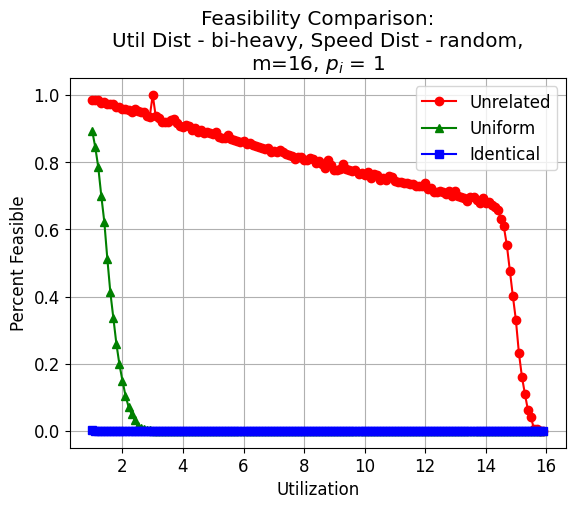 Feasibility Comparison:
Util Dist - bi-heavy, Speed Dist - random,
m=16, $p_i$ = 1
Unrelated
Uniform
Identical
Percent Feasible
1.0
0.8
0.6
0.4
0.2
0.0
2 4 6 8 10 12 14 16
Utilization